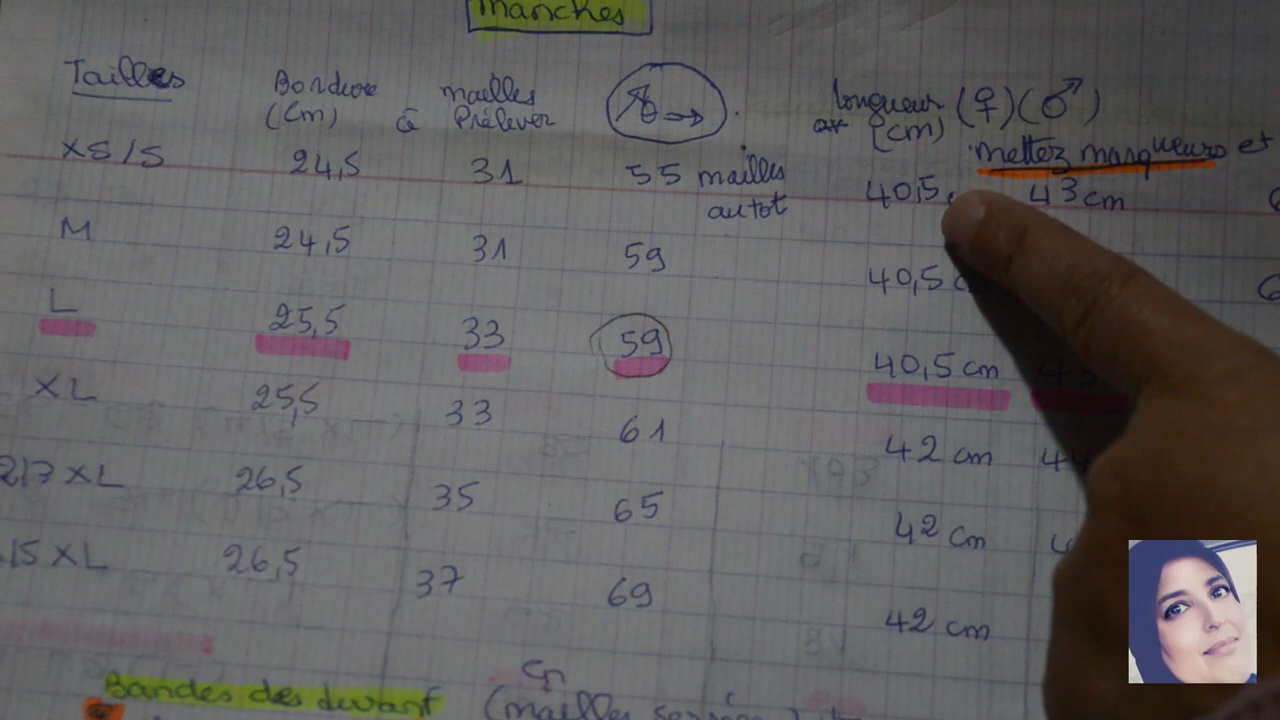 Manches
Tailles Bordure mailles longueur (♀)(♂)
(Cm) à Prélever (cm) mettez marqueurs et
XS/S 24,5 31 55 mailles 40,5 43 cm
autot
M 24,5 31 59 40,5
L 25,5 33 59 40,5 cm
XL 25,5 33 61 42 cm
XL 26,5 35 65 42 cm
/5 XL 26,5 37 69 42 cm
Bandes des devant